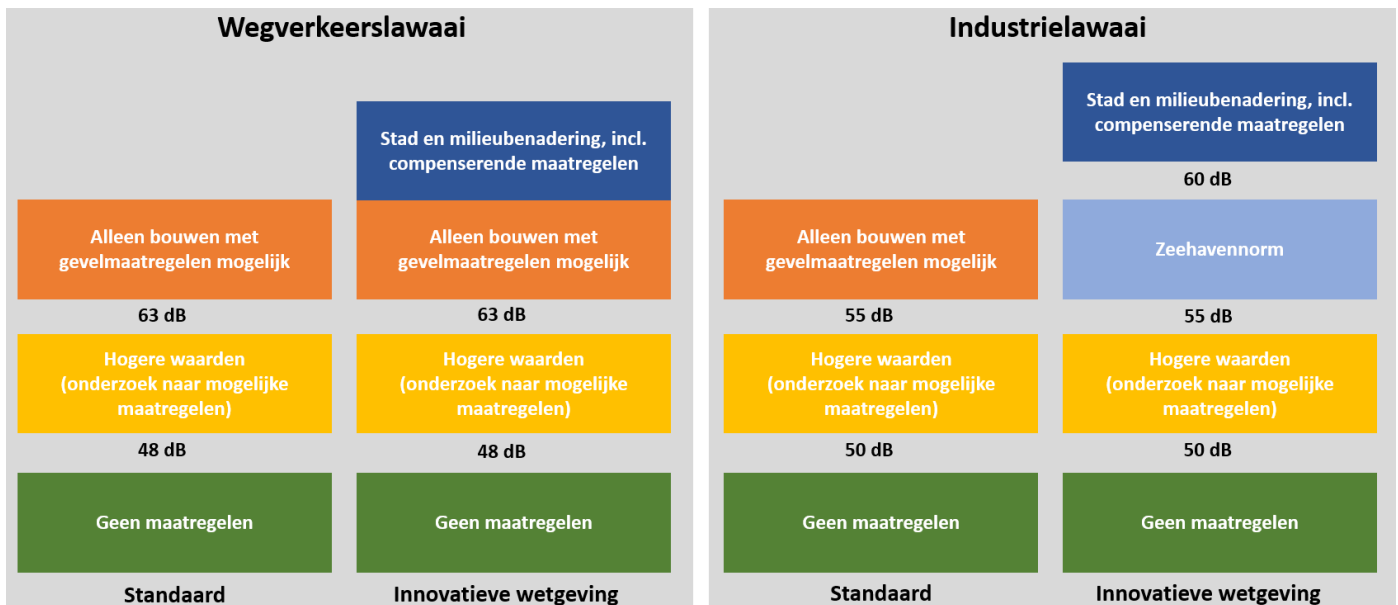 Wegverkeerslawaai
Stad en milieubenadering, incl.
compenserende maatregelen
Alleen bouwen met
gevelmaatregelen mogelijk
Alleen bouwen met
gevelmaatregelen mogelijk
63 dB
63 dB
Hogere waarden
(onderzoek naar mogelijke
maatregelen)
Hogere waarden
(onderzoek naar mogelijke
maatregelen)
48 dB
48 dB
Geen maatregelen
Geen maatregelen
Standaard
Innovatieve wetgeving
Industrielawaai
Stad en milieubenadering, incl.
compenserende maatregelen
60 dB
Alleen bouwen met
gevelmaatregelen mogelijk
Zeehavennorm
55 dB
55 dB
Hogere waarden
(onderzoek naar mogelijke
maatregelen)
Hogere waarden
(onderzoek naar mogelijke
maatregelen)
50 dB
50 dB
Geen maatregelen
Geen maatregelen
Standaard
Innovatieve wetgeving